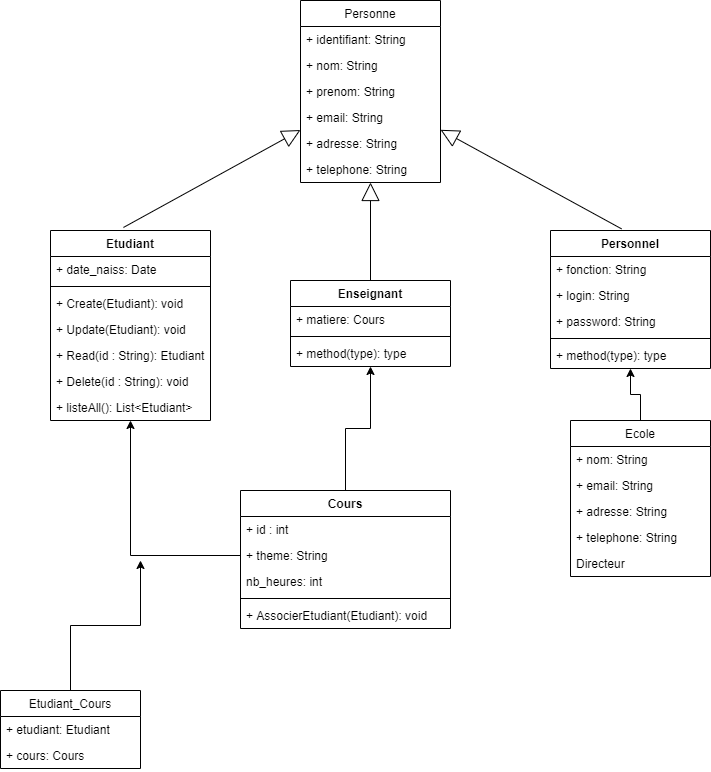 Personne
+ identifiant: String
+ nom: String
+ prenom: String
+ email: String
+ adresse: String
+ telephone: String
Etudiant
+ date_naiss: Date
+ Create(Etudiant): void
+ Update(Etudiant): void
+ Read(id : String): Etudiant
+ Delete(id : String): void
+ listeAll(): List<Etudiant>
Enseignant
+ matiere: Cours
+ method(type): type
Personnel
+ fonction: String
+ login: String
+ password: String
+ method(type): type
Ecole
+ nom: String
+ email: String
+ adresse: String
+ telephone: String
Directeur
Cours
+ id : int
+ theme: String
nb_heures: int
+ AssocierEtudiant(Etudiant): void
Etudiant_Cours
+ etudiant: Etudiant
+ cours: Cours